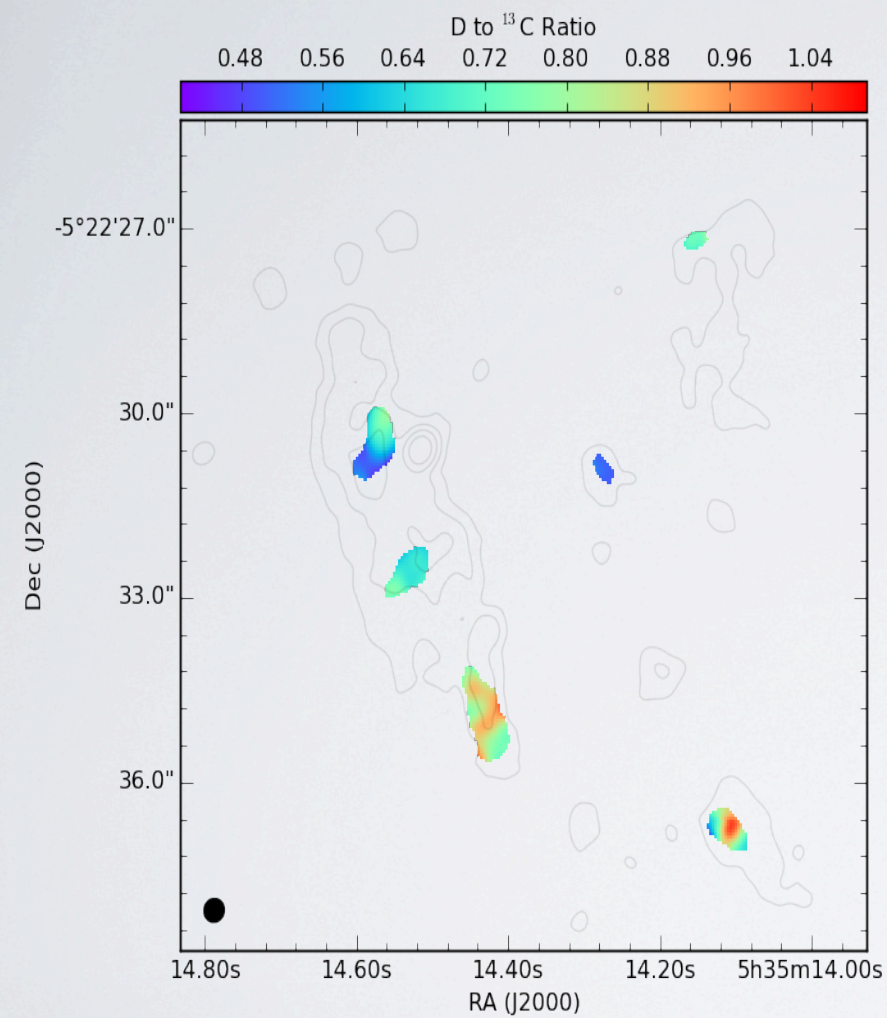 D to ¹³C Ratio
0.48 0.56 0.64 0.72 0.80 0.88 0.96 1.04
-5°22'27.0"
30.0"
33.0"
36.0"
Dec (J2000)
14.80s 14.60s 14.40s 14.20s 5h35m14.00s
RA (J2000)